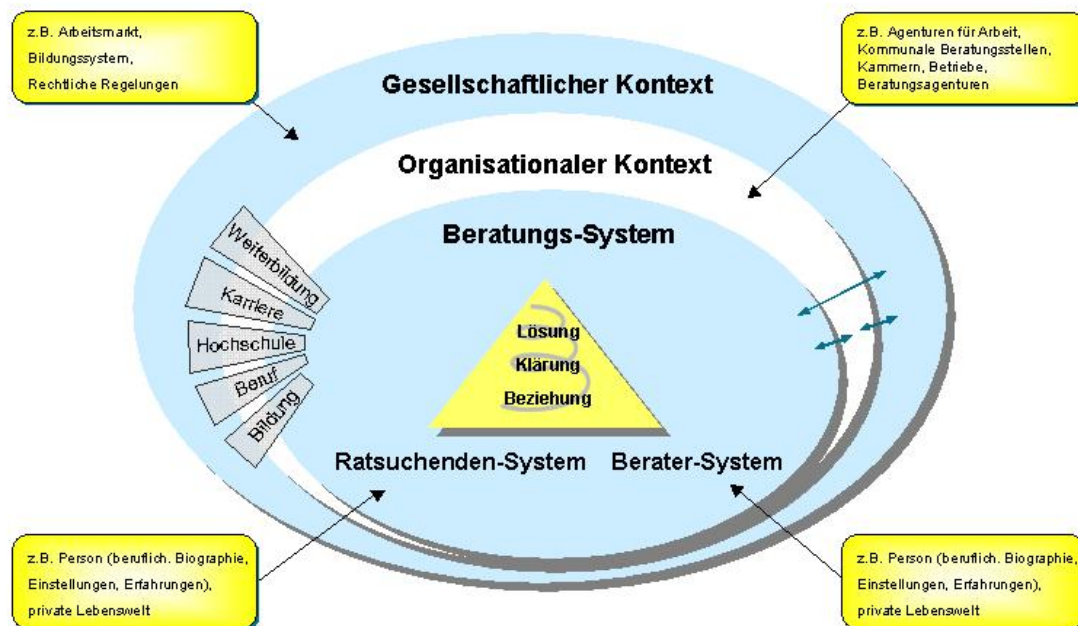 z.B. Arbeitsmarkt,
Bildungssystem,
Rechtliche Regelungen
z.B. Agenturen für Arbeit,
Kommunale Beratungsstellen,
Kammern, Betriebe,
Beratungsagenturen
Gesellschaftlicher Kontext
Organisationaler Kontext
Beratungs-System
Weiterbildung
Karriere
Hochschule
Beruf
Bildung
Lösung
Klärung
Beziehung
Ratsuchenden-System
Berater-System
z.B. Person (beruflich. Biographie,
Einstellungen, Erfahrungen),
private Lebenswelt
z.B. Person (beruflich. Biographie,
Einstellungen, Erfahrungen),
private Lebenswelt